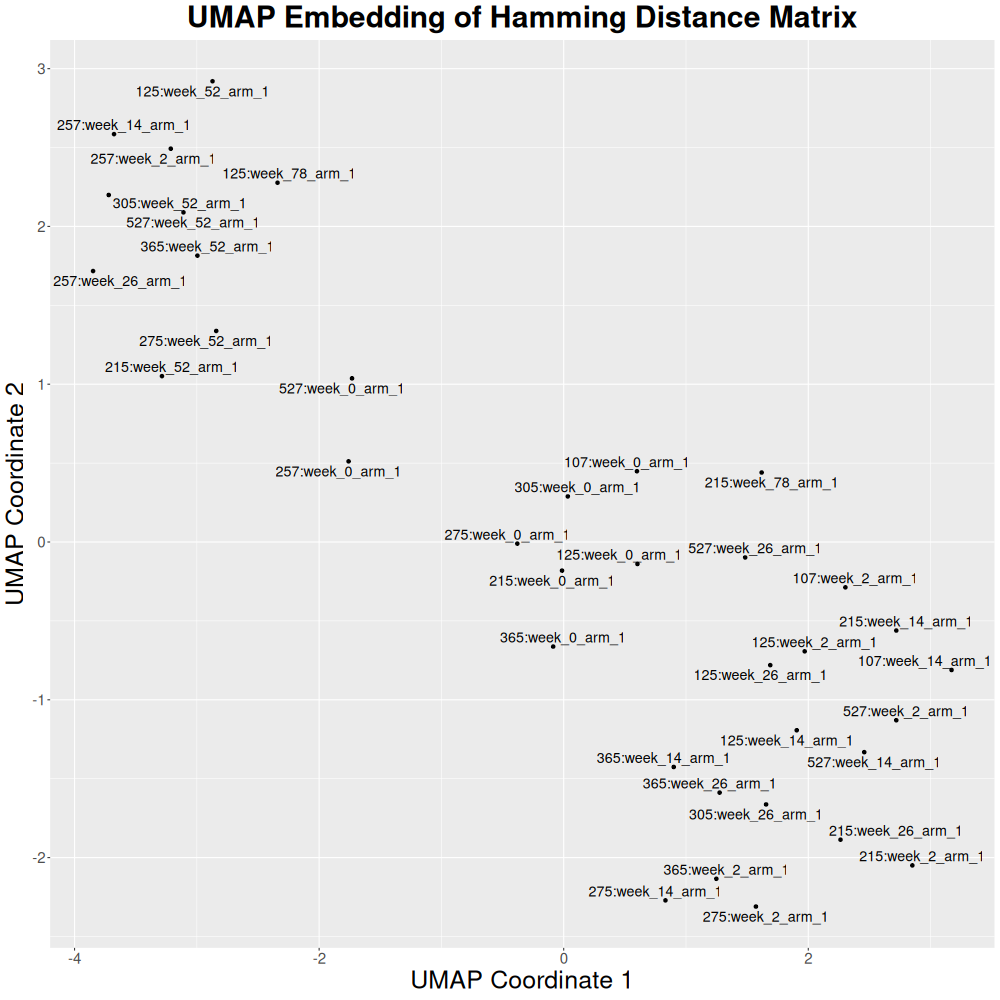 UMAP Embedding of Hamming Distance Matrix
UMAP Coordinate 2
3
2
1
0
-1
-2
125:week_52_arm_1
257:week_14_arm_1
257:week_2_arm_1
125:week_78_arm_1
305:week_52_arm_1
527:week_52_arm_1
365:week_52_arm_1
257:week_26_arm_1
275:week_52_arm_1
215:week_52_arm_1
527:week_0_arm_1
257:week_0_arm_1
107:week_0_arm_1
215:week_78_arm_1
305:week_0_arm_1
275:week_0_arm_1
527:week_26_arm_1
125:week_0_arm_1
215:week_0_arm_1
107:week_2_arm_1
215:week_14_arm_1
365:week_0_arm_1
125:week_2_arm_1
107:week_14_arm_1
125:week_26_arm_1
527:week_2_arm_1
125:week_14_arm_1
365:week_14_arm_1
527:week_14_arm_1
365:week_26_arm_1
305:week_26_arm_1
215:week_26_arm_1
215:week_2_arm_1
365:week_2_arm_1
275:week_14_arm_1
275:week_2_arm_1
-4
-2
0
2
UMAP Coordinate 1